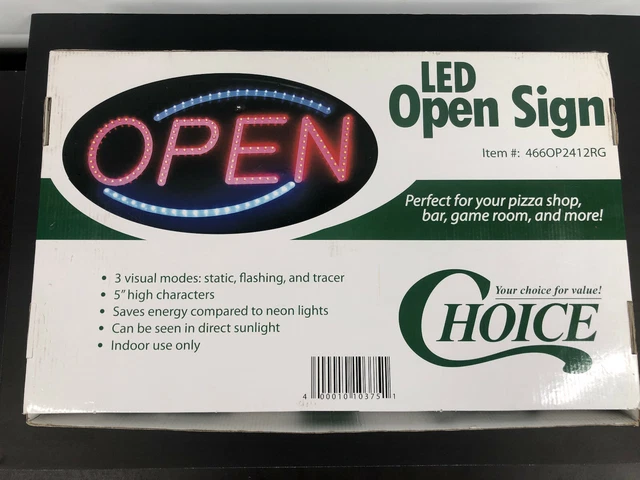 OPEN
LED
Open Sign
Item #: 466OP2412RG
Perfect for your pizza shop,
bar, game room, and more!
• 3 visual modes: static, flashing, and tracer
• 5" high characters
• Saves energy compared to neon lights
• Can be seen in direct sunlight
• Indoor use only
Your choice for value!
CHOICE
4 00010 10375 1